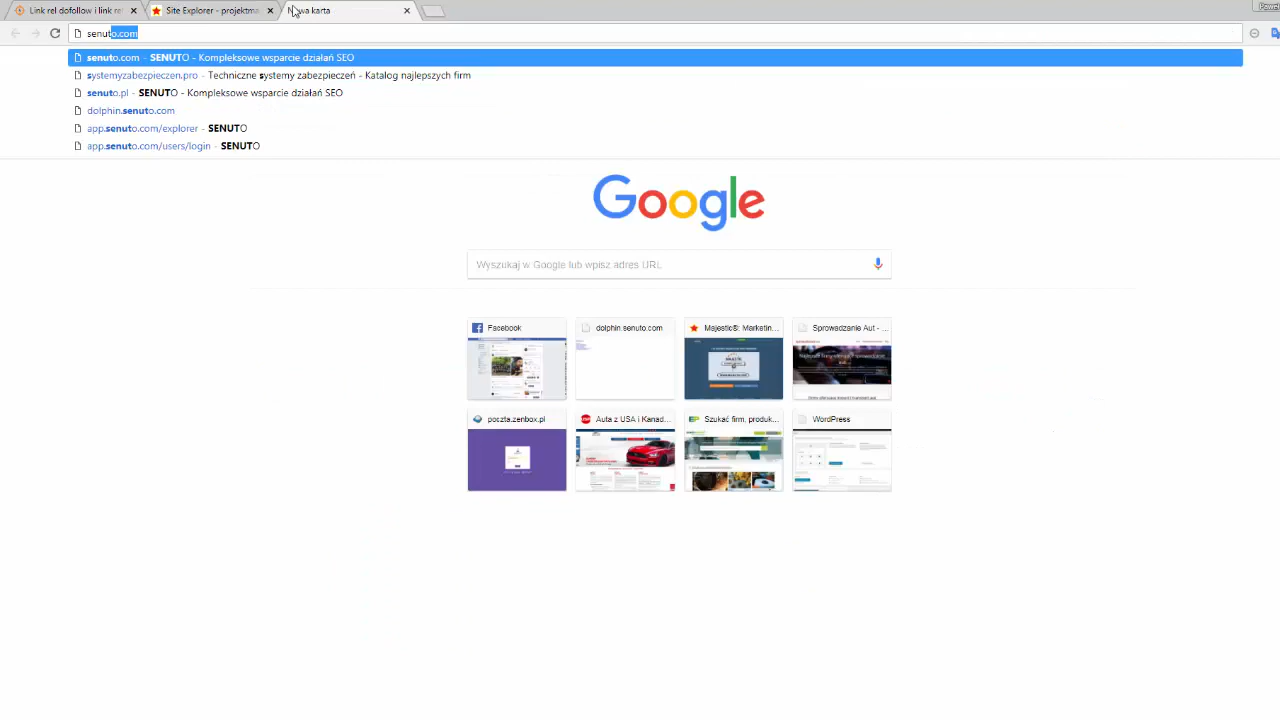 Link rel dofollow i link re
Site Explorer - projektma
Nowa karta
senuto.com
senuto.com - SENUTO - Kompleksowe wsparcie działań SEO
systemyzabezpieczen.pro - Techniczne systemy zabezpieczeń - Katalog najlepszych firm
senuto.pl - SENUTO - Kompleksowe wsparcie działań SEO
dolphin.senuto.com
app.senuto.com/explorer - SENUTO
app.senuto.com/users/login - SENUTO
Google
Wyszukaj w Google lub wpisz adres URL
Facebook
dolphin.senuto.com
Majestic®: Marketin...
Sprowadzanie Aut - ...
poczta.zenbox.pl
Auta z USA i Kanad...
Szukać firm, produk...
WordPress